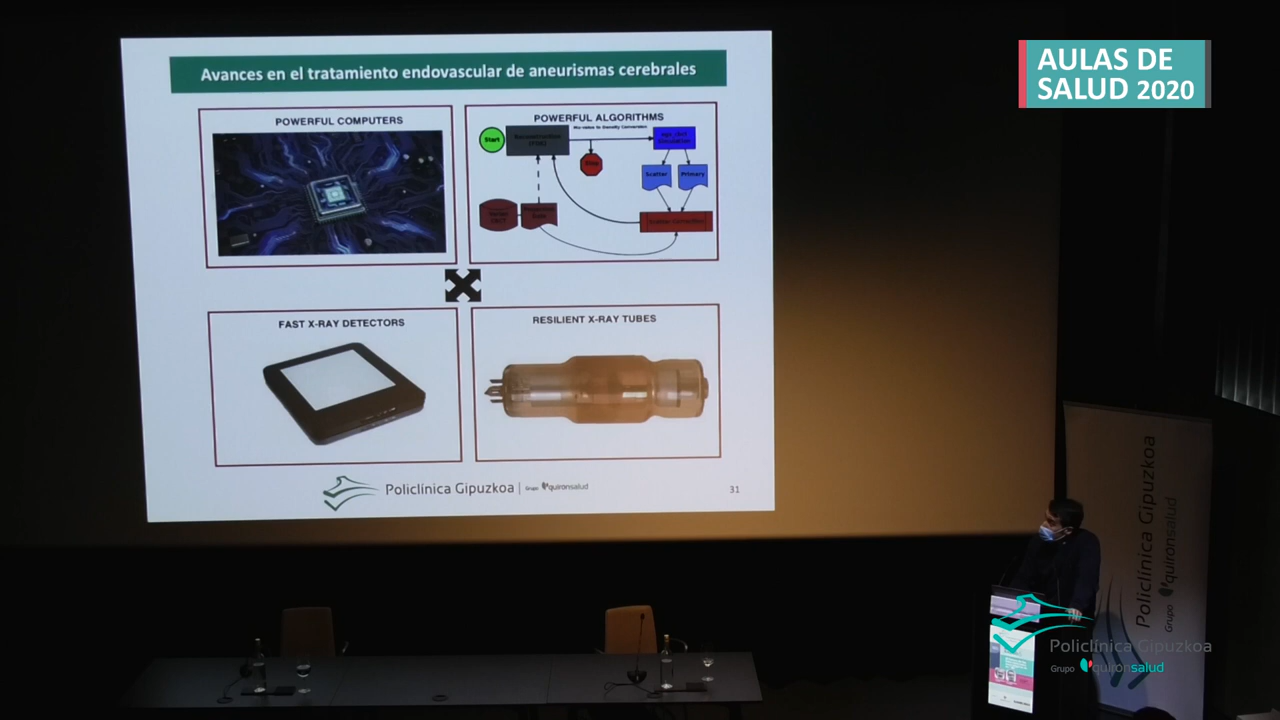 Avances en el tratamiento endovascular de aneurismas cerebrales
POWERFUL COMPUTERS
POWERFUL ALGORITHMS
Start
Stop
Scatter
Primary
FAST X-RAY DETECTORS
RESILIENT X-RAY TUBES
Policlínica Gipuzkoa
Grupo quironsalud
31
AULAS DE
SALUD 2020
Policlínica Gipuzkoa
Grupo quironsalud
Policlínica Gipuzkoa
Grupo quironsalud